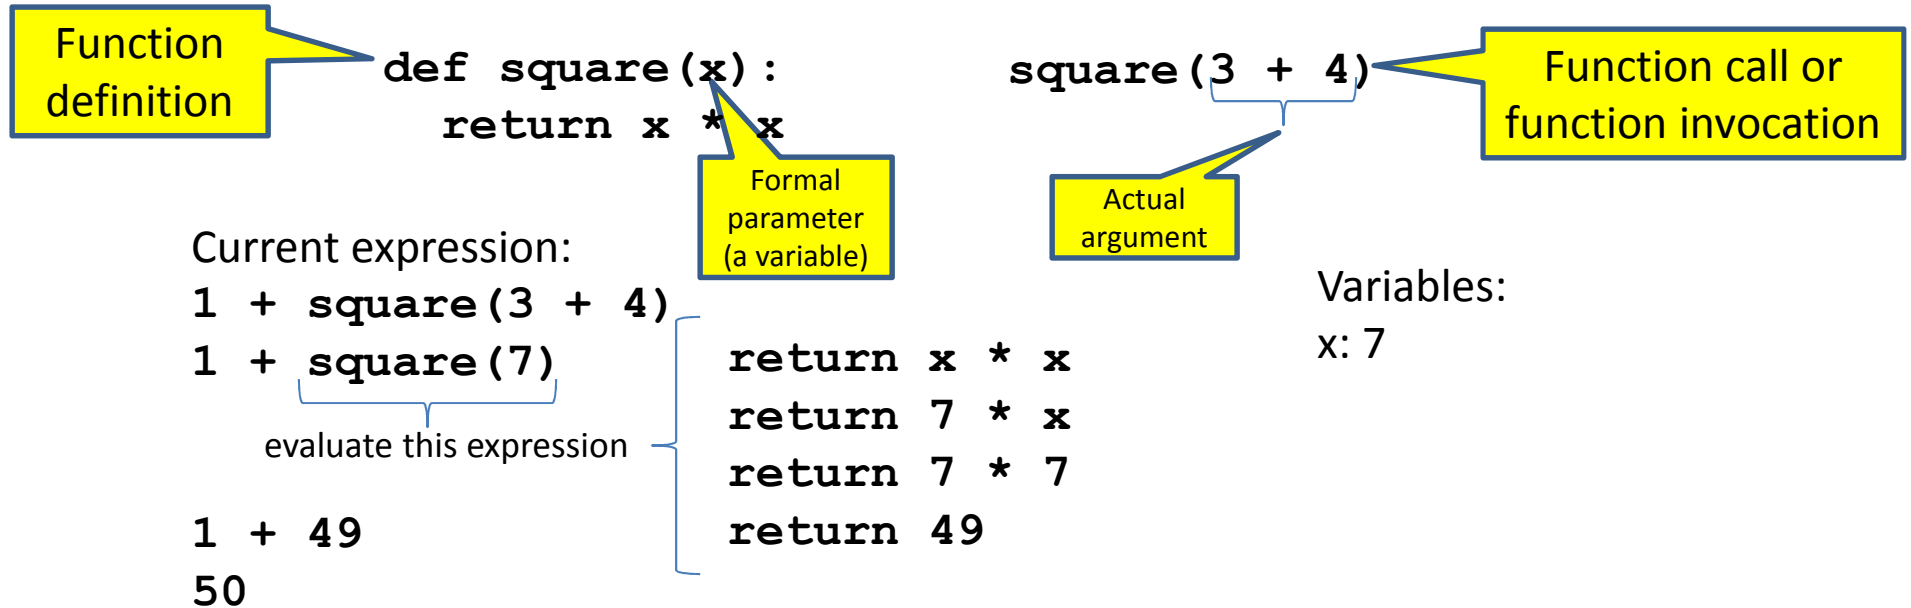 Function
definition
def square(x):
return x * x
square(3 + 4)
Function call or
function invocation
Formal
parameter
(a variable)
Actual
argument
Current expression:
1 + square(3 + 4)
1 + square(7)
evaluate this expression
1 + 49
50
return x * x
return 7 * x
return 7 * 7
return 49
Variables:
x: 7